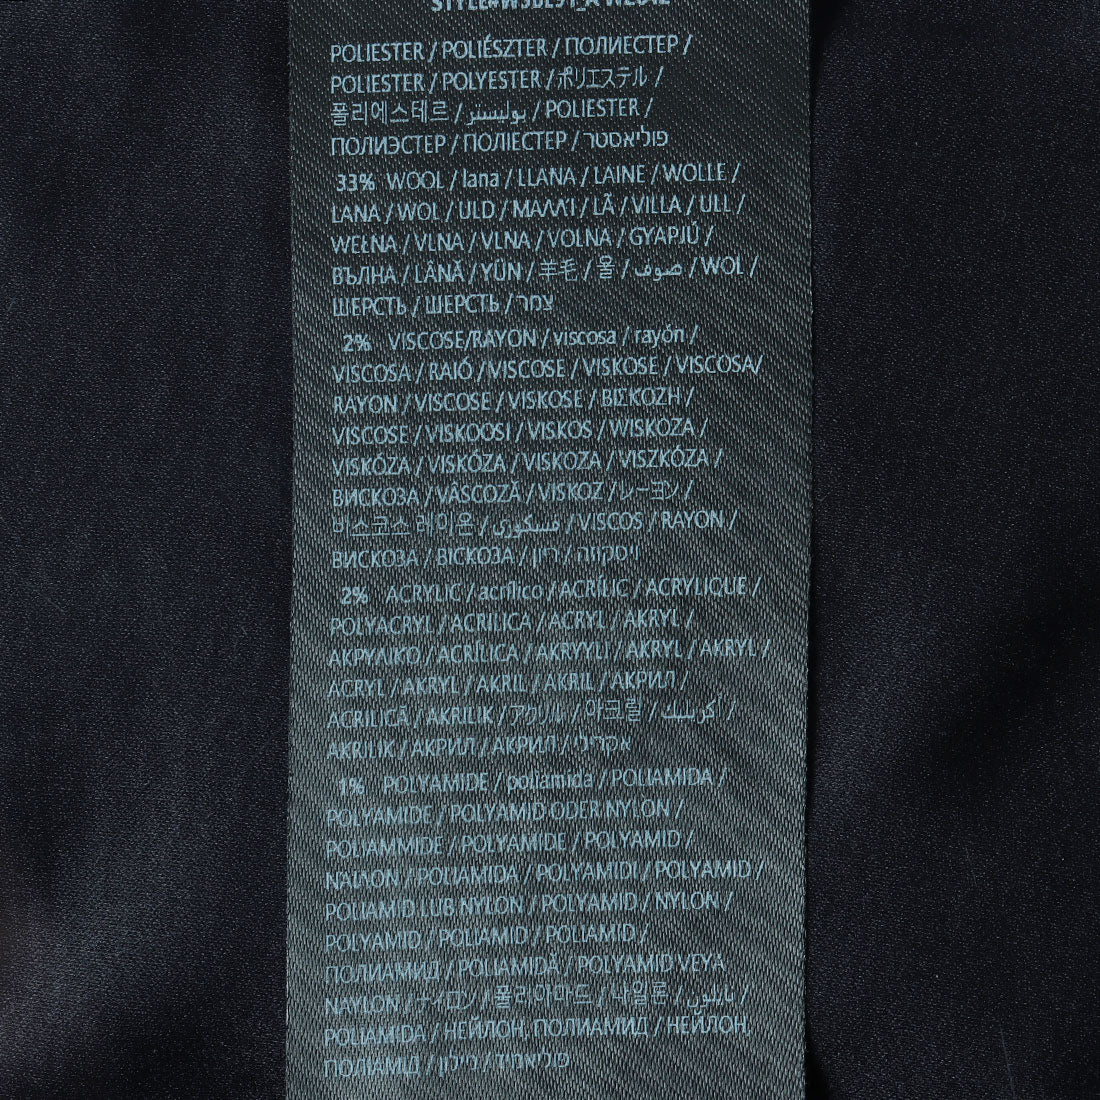 POLIESTER / POLIÉSZTER / ПОЛИЕСТЕР /
POLIESTER / POLYESTER / ポリエステル /
폴리에스테르 / بوليستر / POLIESTER /
ПОЛИЭСТЕР / ПОЛІЕСТЕР / פוליאסטר
33% WOOL / lana / LLANA / LAINE / WOLLE /
LANA / WOL / ULD / ΜΑΛΛΊ / LÃ / VILLA / ULL /
WEŁNA / VLNA / VLNA / VOLNA / GYAPJÚ /
ВЪЛНА / LÂNĂ / YÜN / 羊毛 / 울 / صوف / WOL /
ШЕРСТЬ / ШЕРСТЬ / צמר
2% VISCOSE/RAYON / viscosa / rayón /
VISCOSA / RAIÓ / VISCOSE / VISKOSE / VISCOSA/
RAYON / VISCOSE / VISKOSE / ΒΙΣΚΟΖΗ /
VISCOSE / VISKOOSI / VISKOS / WISKOZA /
VISKÓZA / VISKÓZA / VISKOZA / VISZKÓZA /
ВИСКОЗА / VÂSCOZĂ / VISKOZ / レーヨン /
비스코스 레이온 / فسكوزى / VISCOS / RAYON /
ВИСКОЗА / ВІСКОЗА / ויסקוזה / ריון
2% ACRYLIC / acrílico / ACRÍLIC / ACRYLIQUE /
POLYACRYL / ACRILICA / ACRYL / AKRYL /
ΑΚΡΥΛΙΚΟ / ACRÍLICA / AKRYYLI / AKRYL / AKRYL /
ACRYL / AKRYL / AKRIL / AKRIL / АКРИЛ /
ACRILICĂ / AKRILIK / アクリル / 아크릴 / أكريليك /
AKRILIK / АКРИЛ / АКРИЛ / אקרילי
1% POLYAMIDE / poliamida / POLIAMIDA /
POLYAMIDE / POLYAMID ODER NYLON /
POLIAMMIDE / POLYAMIDE / POLYAMID /
ΝΑΪΛΟΝ / POLIAMIDA / POLYAMIDI / POLYAMID /
POLIAMID LUB NYLON / POLYAMID / NYLON /
POLYAMID / POLIAMID / POLIAMID /
ПОЛИАМИД / POLIAMIDĂ / POLYAMID VEYA
NAYLON / ナイロン / 폴리아마드 / 나일론 / نايلون /
POLIAMIDA / НЕЙЛОН, ПОЛИАМИД / НЕЙЛОН,
ПОЛІАМІД / ניילון / פוליאמיד